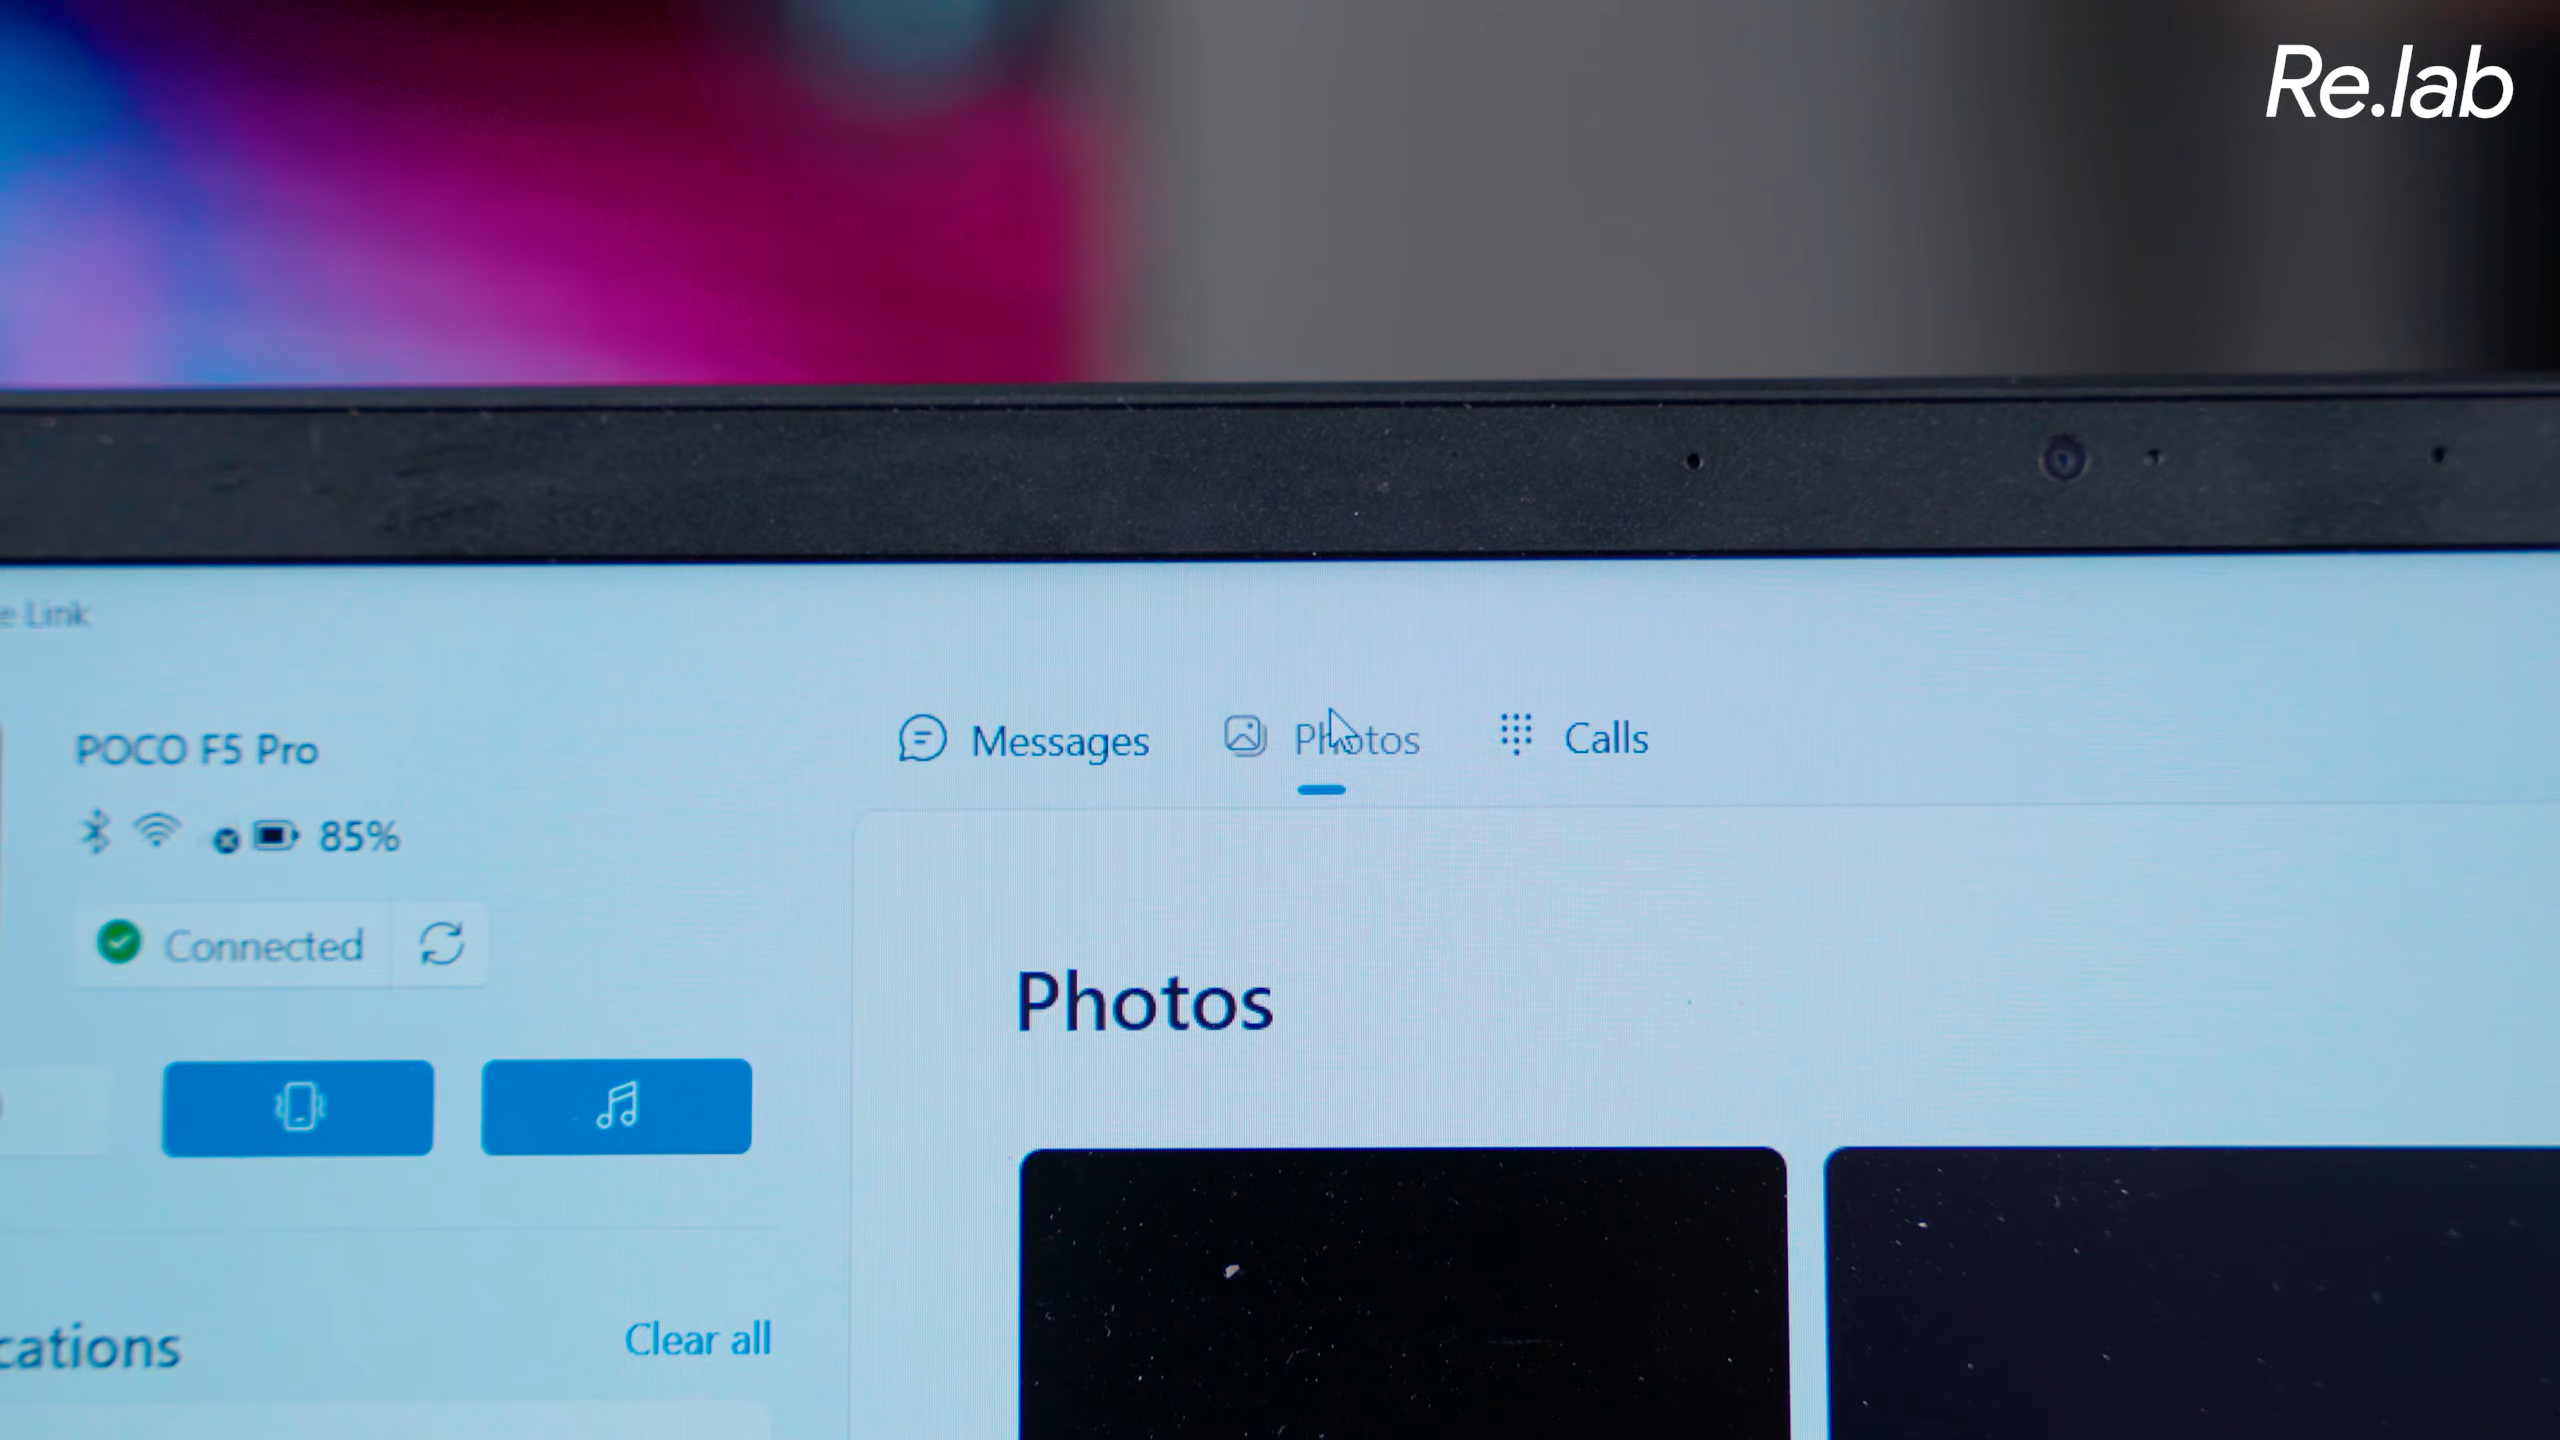 Re.lab
e Link
Messages
Photos
Calls
POCO F5 Pro
85%
Connected
Photos
cations
Clear all